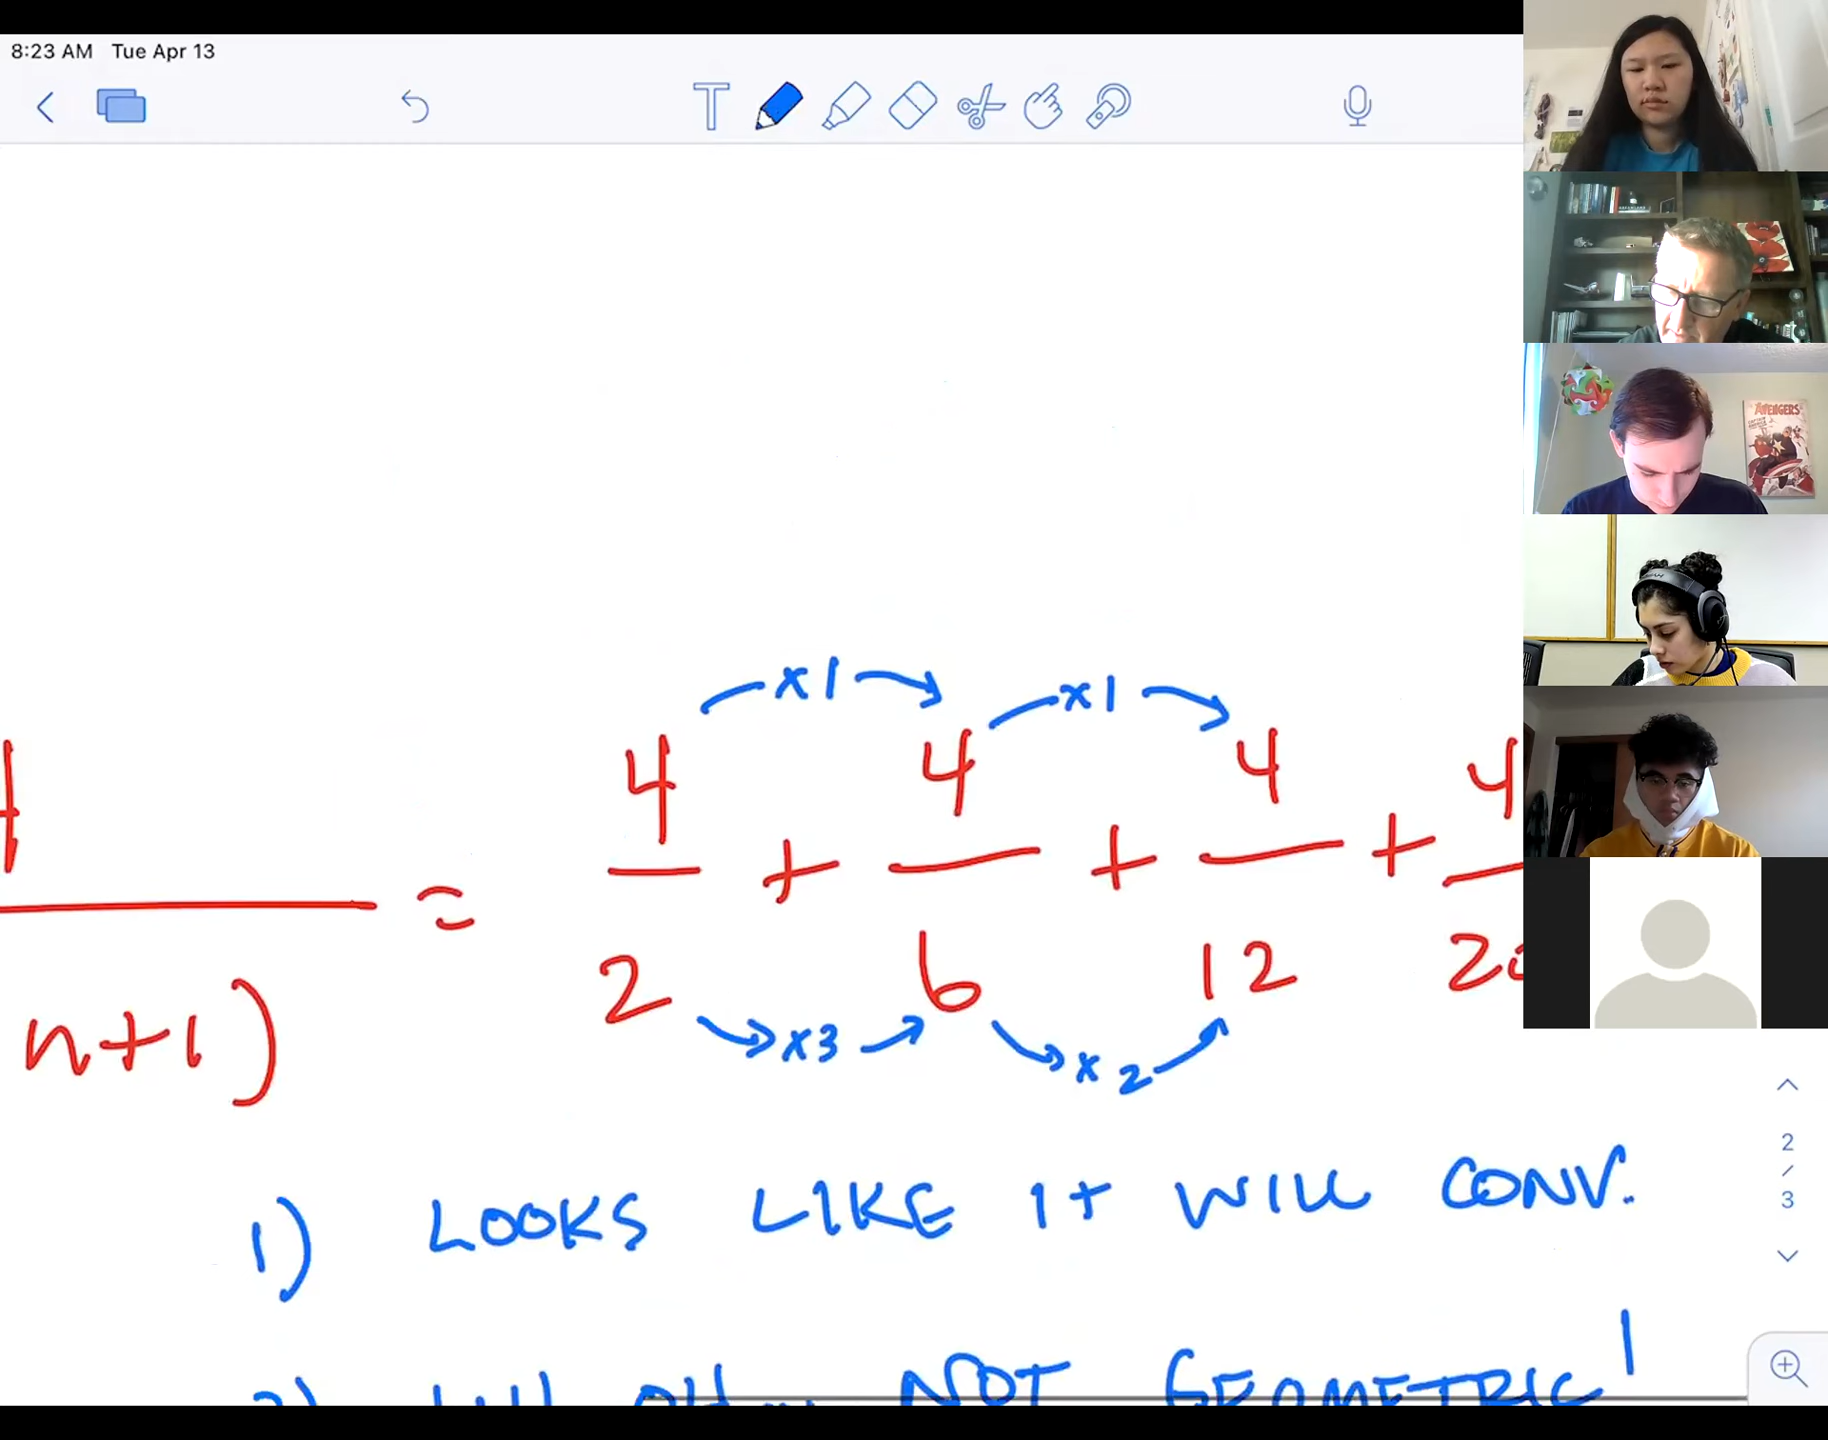 8:23 AM Tue Apr 13
T
x1 x1
4 4 4 4
= + + +
n+1) 2 6 12
x3 x2
1) LOOKS LIKE IT WILL CONV.
NOT GEOMETRIC!
2
/
3
AVENGERS